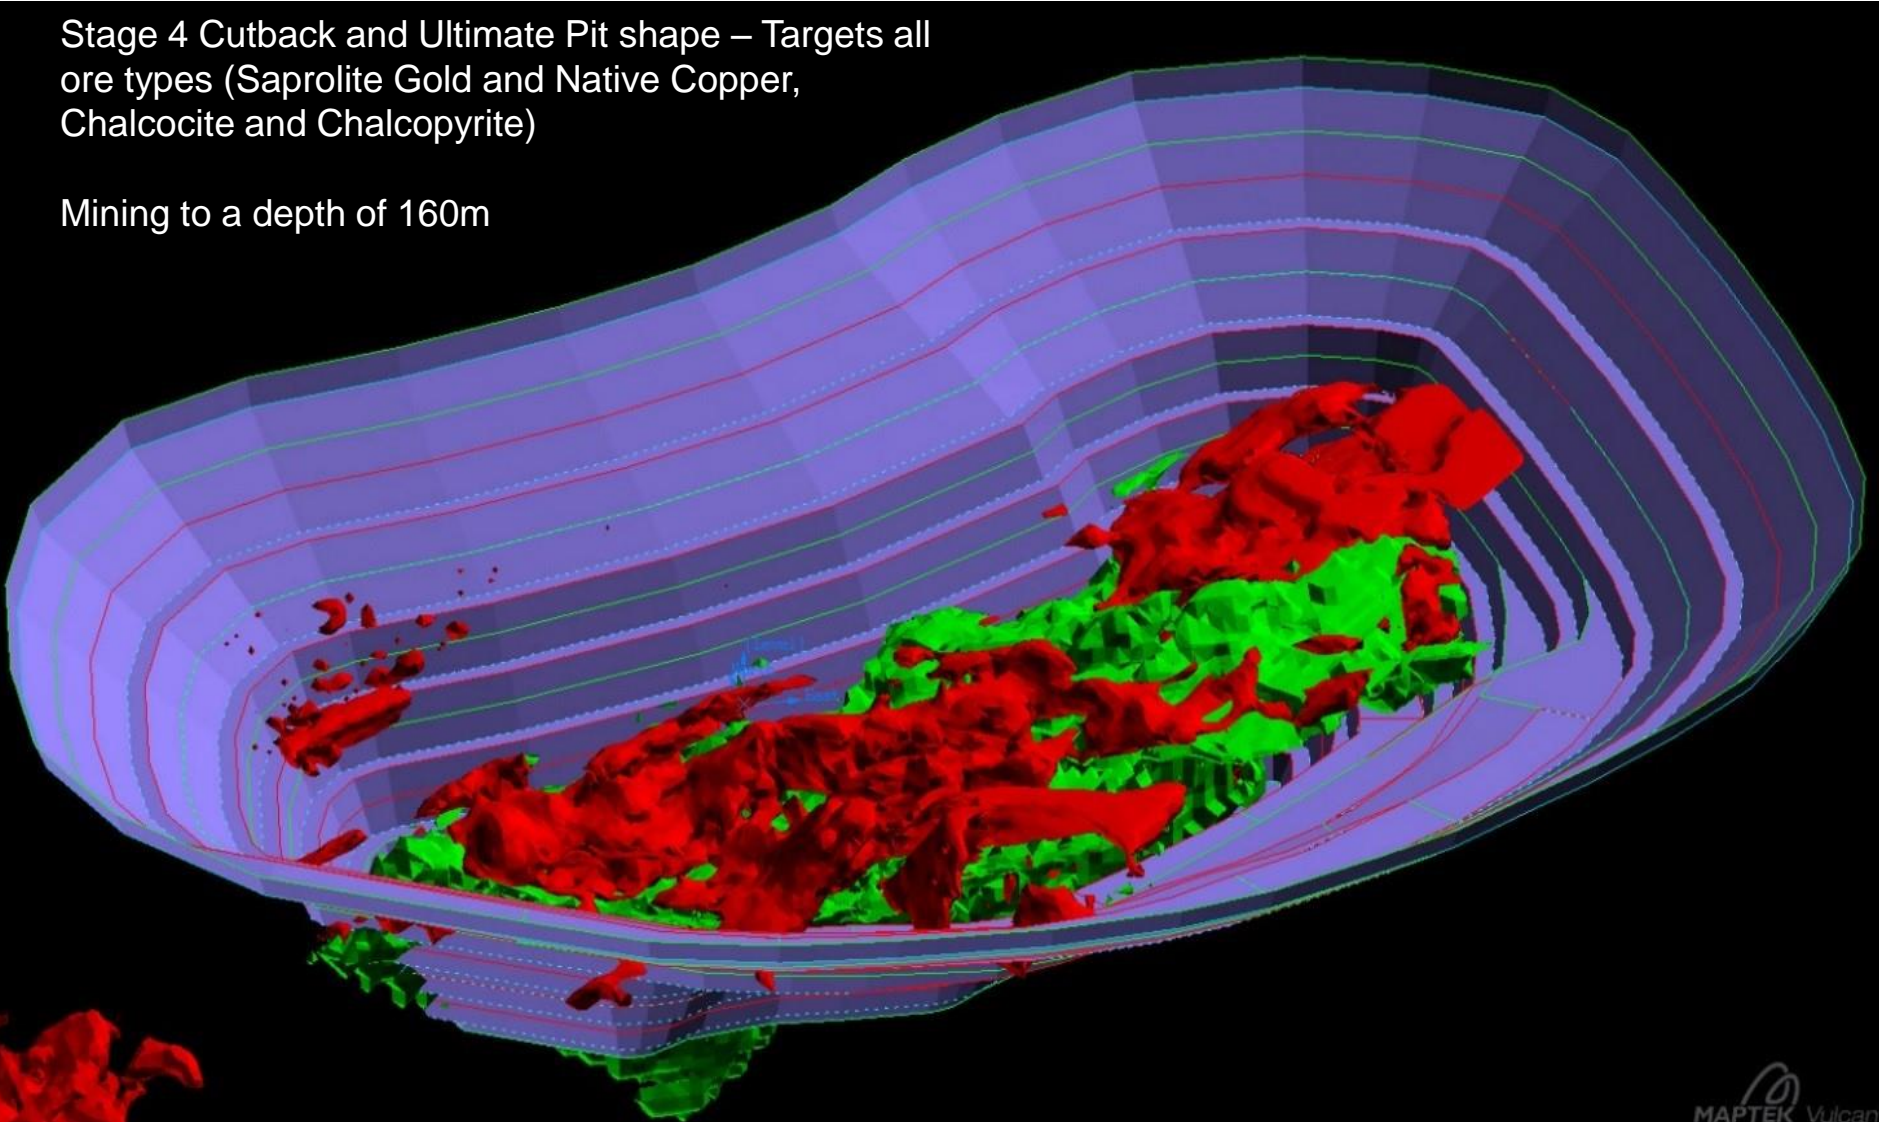 Stage 4 Cutback and Ultimate Pit shape – Targets all
ore types (Saprolite Gold and Native Copper,
Chalcocite and Chalcopyrite)
Mining to a depth of 160m
MAPTEK Vulcan